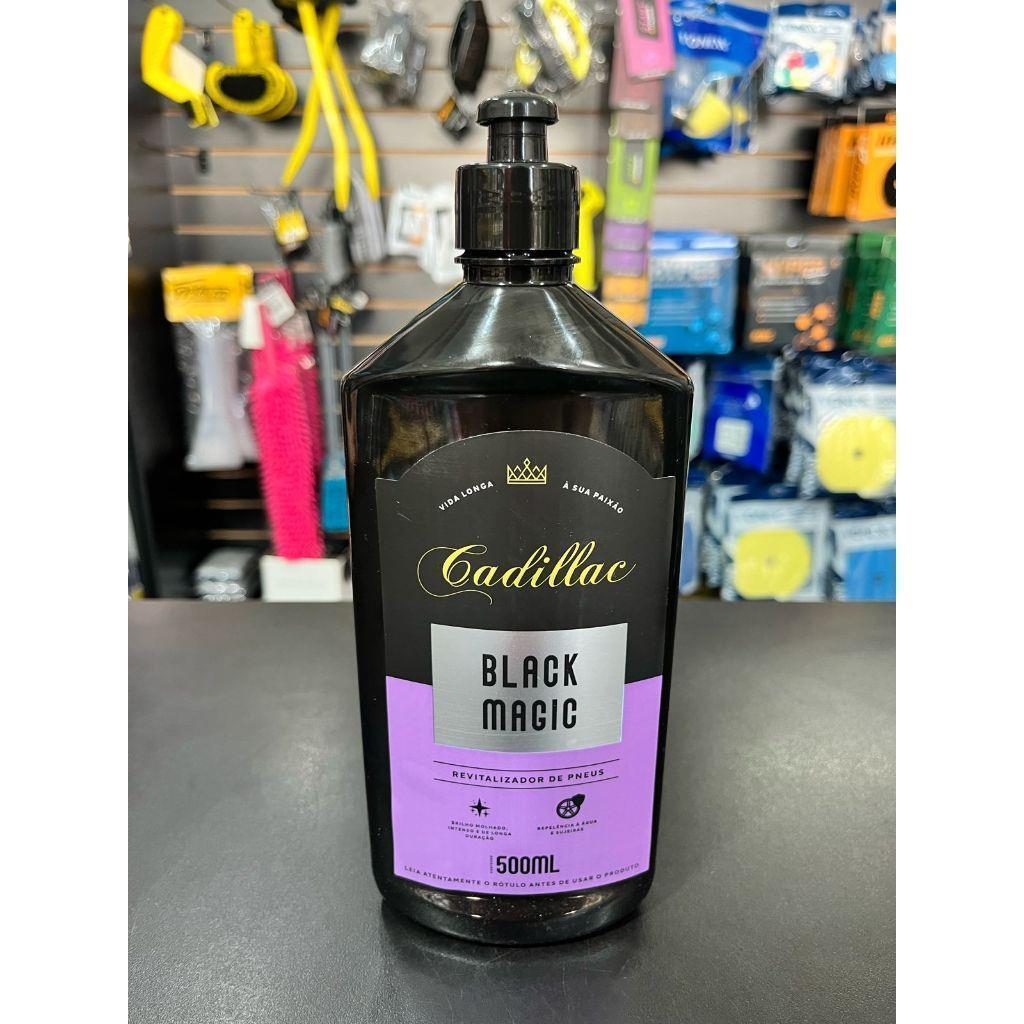 VIDA LONGA À SUA PAIXÃO
Cadillac
BLACK
MAGIC
REVITALIZADOR DE PNEUS
BRILHO MOLHADO,
INTENSO E DE LONGA
DURAÇÃO
REPELÊNCIA À ÁGUA
E SUJEIRAS
500ML
LEIA ATENTAMENTE O RÓTULO ANTES DE USAR O PRODUTO